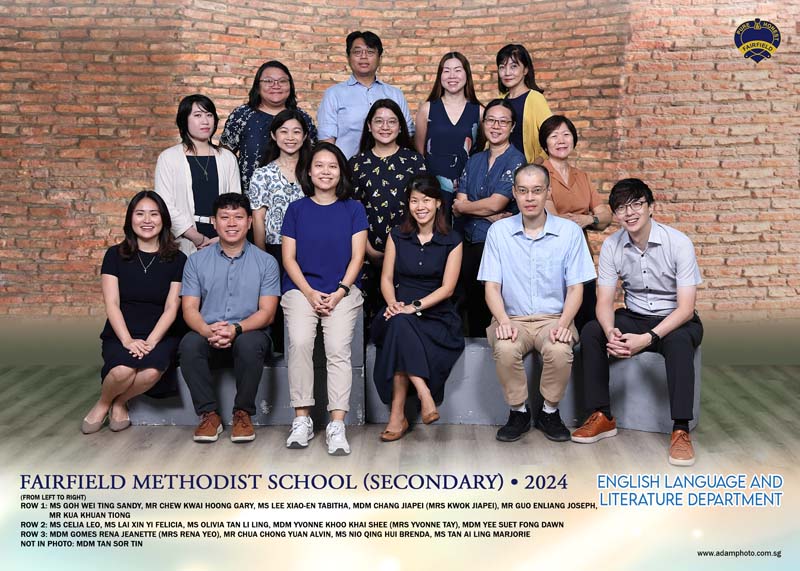 PURE HONEST
FAIRFIELD
FAIRFIELD METHODIST SCHOOL (SECONDARY) • 2024
ENGLISH LANGUAGE AND
LITERATURE DEPARTMENT
(FROM LEFT TO RIGHT)
ROW 1: MS GOH WEI TING SANDY, MR CHEW KWAI HOONG GARY, MS LEE XIAO-EN TABITHA, MDM CHANG JIAPEI (MRS KWOK JIAPEI), MR GUO ENLIANG JOSEPH,
MR KUA KHUAN TIONG
ROW 2: MS CELIA LEO, MS LAI XIN YI FELICIA, MS OLIVIA TAN LI LING, MDM YVONNE KHOO KHAI SHEE (MRS YVONNE TAY), MDM YEE SUET FONG DAWN
ROW 3: MDM GOMES RENA JEANETTE (MRS RENA YEO), MR CHUA CHONG YUAN ALVIN, MS NIO QING HUI BRENDA, MS TAN AI LING MARJORIE
NOT IN PHOTO: MDM TAN SOR TIN
www.adamphoto.com.sg